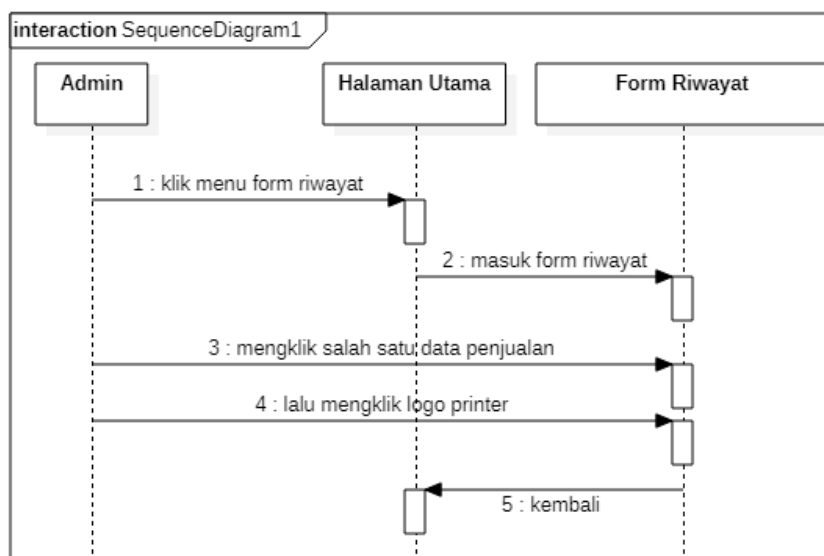 interaction SequenceDiagram1
Admin
Halaman Utama
Form Riwayat
1 : klik menu form riwayat
2 : masuk form riwayat
3 : mengklik salah satu data penjualan
4 : lalu mengklik logo printer
5 : kembali